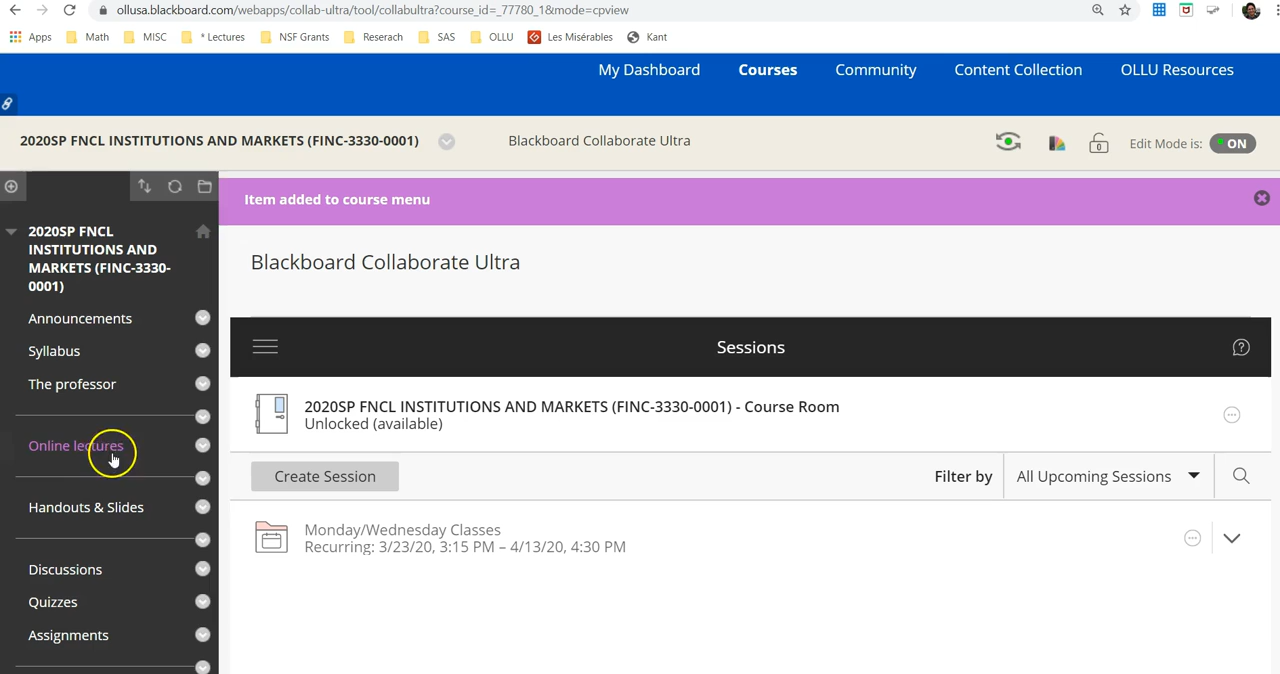 ollusa.blackboard.com/webapps/collab-ultra/tool/collabultra?course_id=_77780_1&mode=cpview
Apps Math MISC * Lectures NSF Grants Reserach SAS OLLU Les Misérables Kant
My Dashboard Courses Community Content Collection OLLU Resources
2020SP FNCL INSTITUTIONS AND MARKETS (FINC-3330-0001) Blackboard Collaborate Ultra Edit Mode is: ON
Item added to course menu
2020SP FNCL
INSTITUTIONS AND
MARKETS (FINC-3330-
0001)
Announcements
Syllabus
The professor
Online lectures
Handouts & Slides
Discussions
Quizzes
Assignments
Blackboard Collaborate Ultra
Sessions
2020SP FNCL INSTITUTIONS AND MARKETS (FINC-3330-0001) - Course Room
Unlocked (available)
Create Session Filter by All Upcoming Sessions
Monday/Wednesday Classes
Recurring: 3/23/20, 3:15 PM – 4/13/20, 4:30 PM